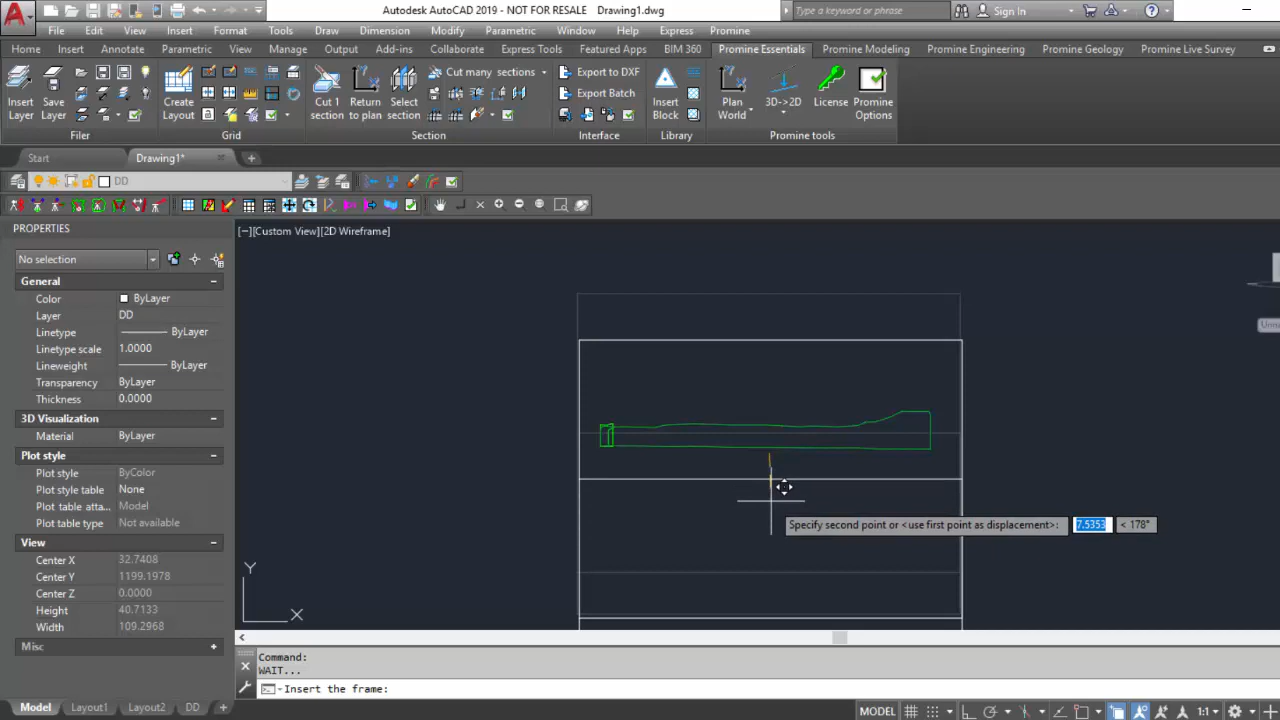 Autodesk AutoCAD 2019 - NOT FOR RESALE Drawing1.dwg
Type a keyword or phrase
Sign In
File Edit View Insert Format Tools Draw Dimension Modify Parametric Window Help Express Promine
Home Insert Annotate Parametric View Manage Output Add-ins Collaborate Express Tools Featured Apps BIM 360 Promine Essentials Promine Modeling Promine Engineering Promine Geology Promine Live Survey
Insert Layer
Save Layer
Create Layout
Cut 1 section
Return to plan
Select section
Cut many sections
Export to DXF
Export Batch
Insert Block
Plan World
3D->2D
License
Promine Options
Filer Grid Section Interface Library Promine tools
Start Drawing1*
DD
PROPERTIES
[−][Custom View][2D Wireframe]
No selection
General
Color ByLayer
Layer DD
Linetype ByLayer
Linetype scale 1.0000
Lineweight ByLayer
Transparency ByLayer
Thickness 0.0000
3D Visualization
Material ByLayer
Plot style
Plot style ByColor
Plot style table None
Plot table atta... Model
Plot table type Not available
View
Center X 32.7408
Center Y 1199.1978
Center Z 0.0000
Height 40.7133
Width 109.2968
Misc
Specify second point or <use first point as displacement>: 7.5353 < 178°
Y
X
Command:
WAIT...
Insert the frame:
Model Layout1 Layout2 DD
MODEL 1:1